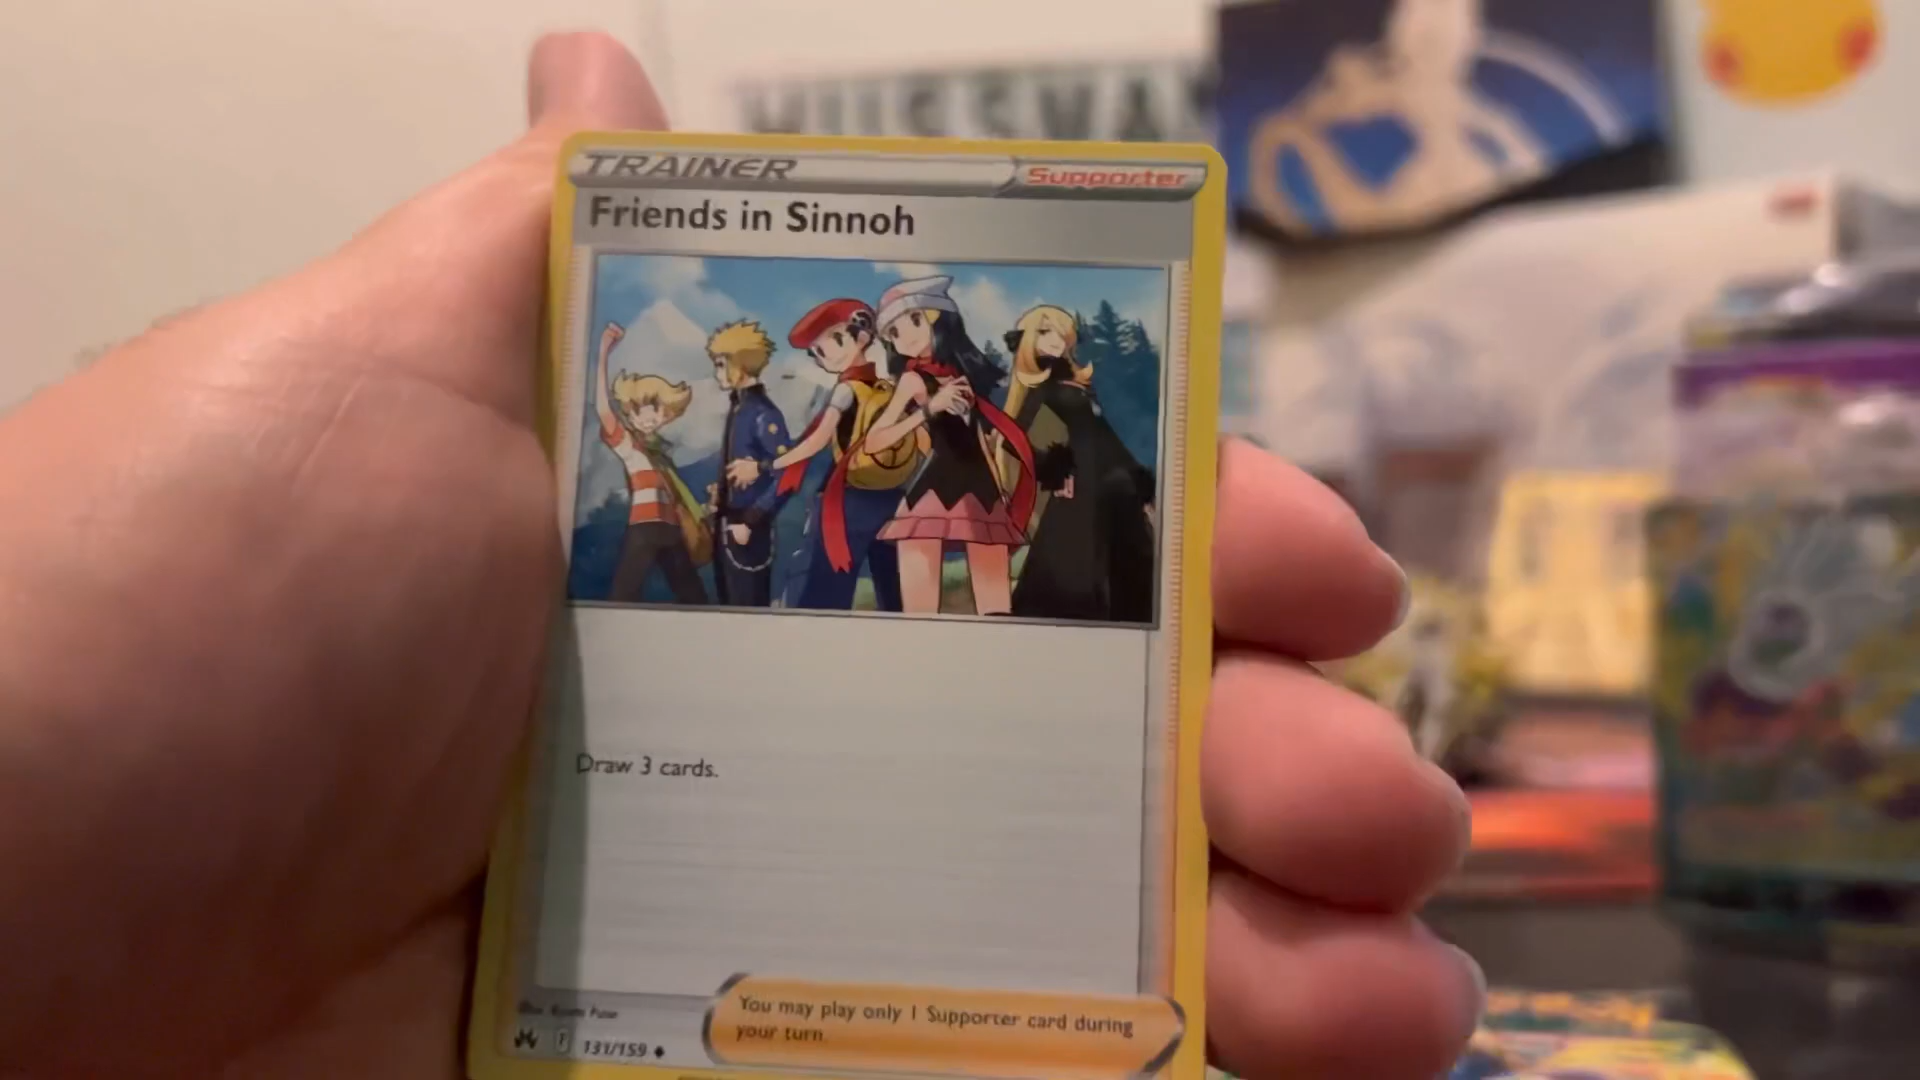 TRAINER
Supporter
Friends in Sinnoh
Draw 3 cards.
You may play only 1 Supporter card during
your turn.
F
131/159